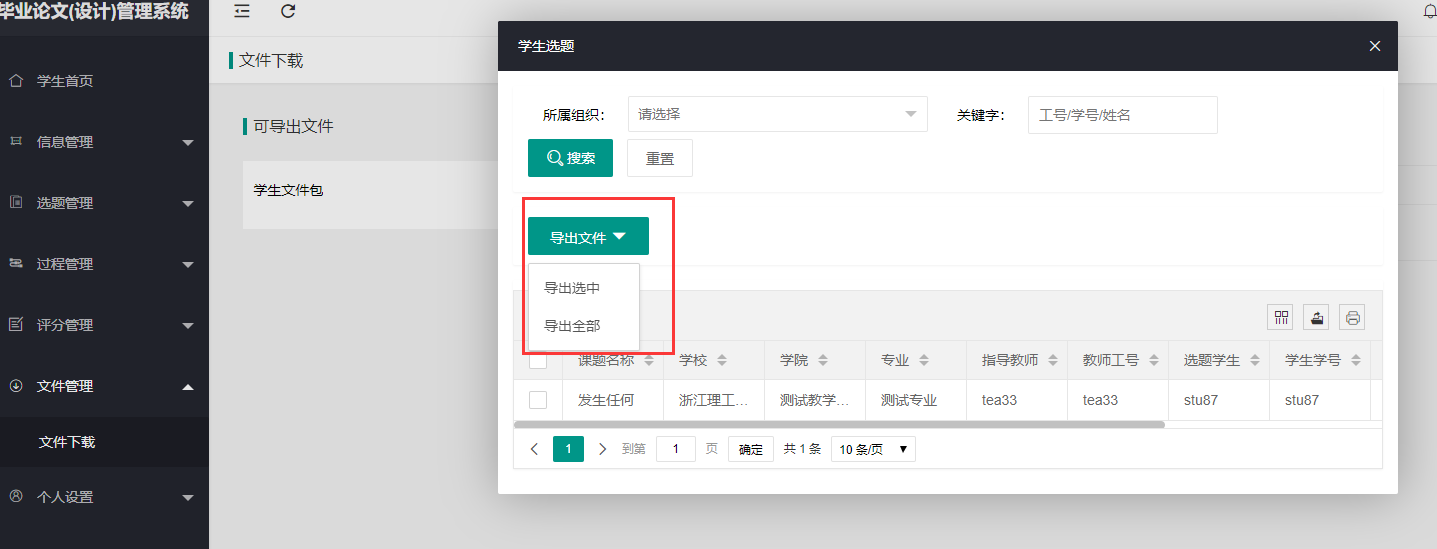 毕业论文(设计)管理系统
学生首页
信息管理
选题管理
过程管理
评分管理
文件管理
文件下载
个人设置
文件下载
可导出文件
学生文件包
学生选题
所属组织： 请选择 关键字： 工号/学号/姓名
搜索 重置
导出文件
导出选中
导出全部
课题名称 学校 学院 专业 指导教师 教师工号 选题学生 学生学号
发生任何 浙江理工... 测试教学... 测试专业 tea33 tea33 stu87 stu87
1 到第 1 页 确定 共 1 条 10 条/页